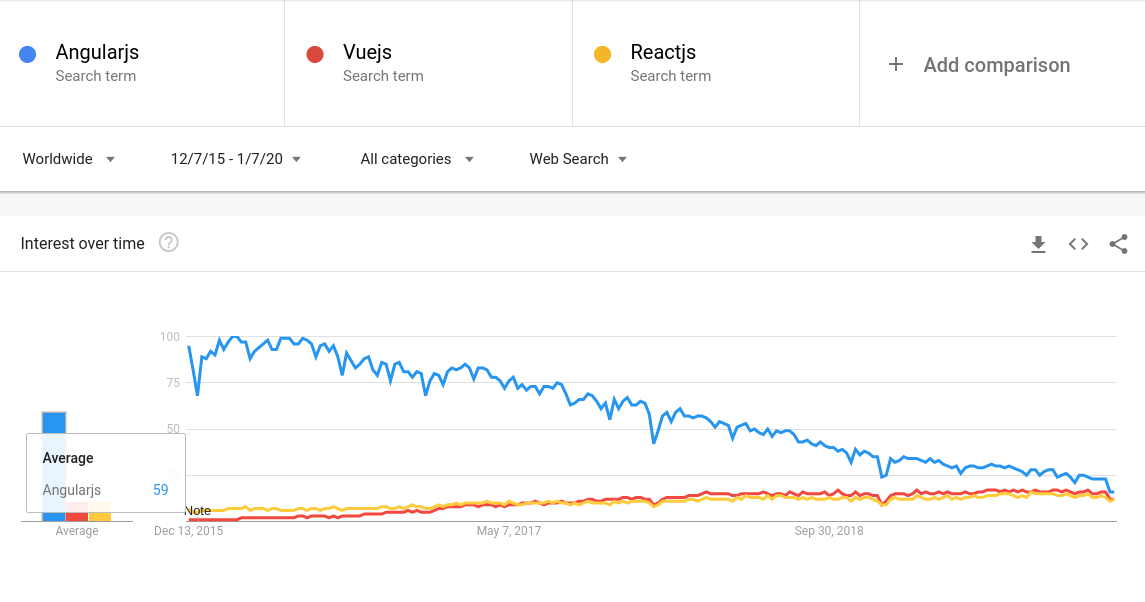 Angularjs
Search term
Vuejs
Search term
Reactjs
Search term
+ Add comparison
Worldwide
12/7/15 - 1/7/20
All categories
Web Search
Interest over time
?
100
75
50
25
Average
Angularjs 59
Note
Average
Dec 13, 2015
May 7, 2017
Sep 30, 2018